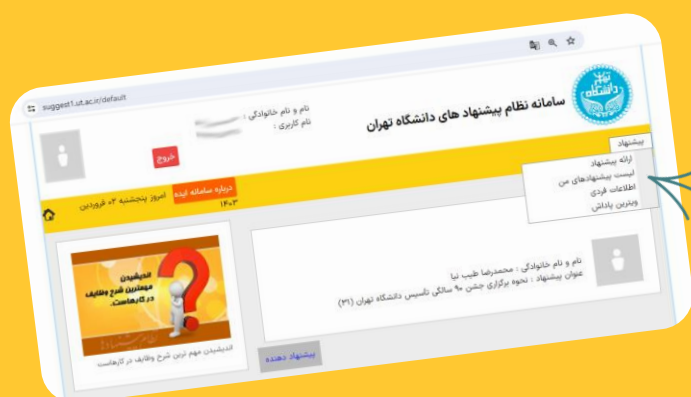 suggest1.ut.ac.ir/default
سامانه نظام پیشنهاد های دانشگاه تهران
نام و نام خانوادگی :
نام کاربری :
خروج
پیشنهاد
ارائه پیشنهاد
لیست پیشنهادهای من
اطلاعات فردی
ویترین پاداش
درباره سامانه ایده
امروز پنجشنبه ۰۲ فروردین
۱۴۰۳
نام و نام خانوادگی : محمدرضا طیب نیا
عنوان پیشنهاد : نحوه برگزاری جشن ۹۰ سالگی تأسیس دانشگاه تهران (۳۱)
پیشنهاد دهنده
اندیشیدن
مهمترین شرح وظایف
در کارهاست.
اندیشیدن مهم ترین شرح وظایف در کارهاست